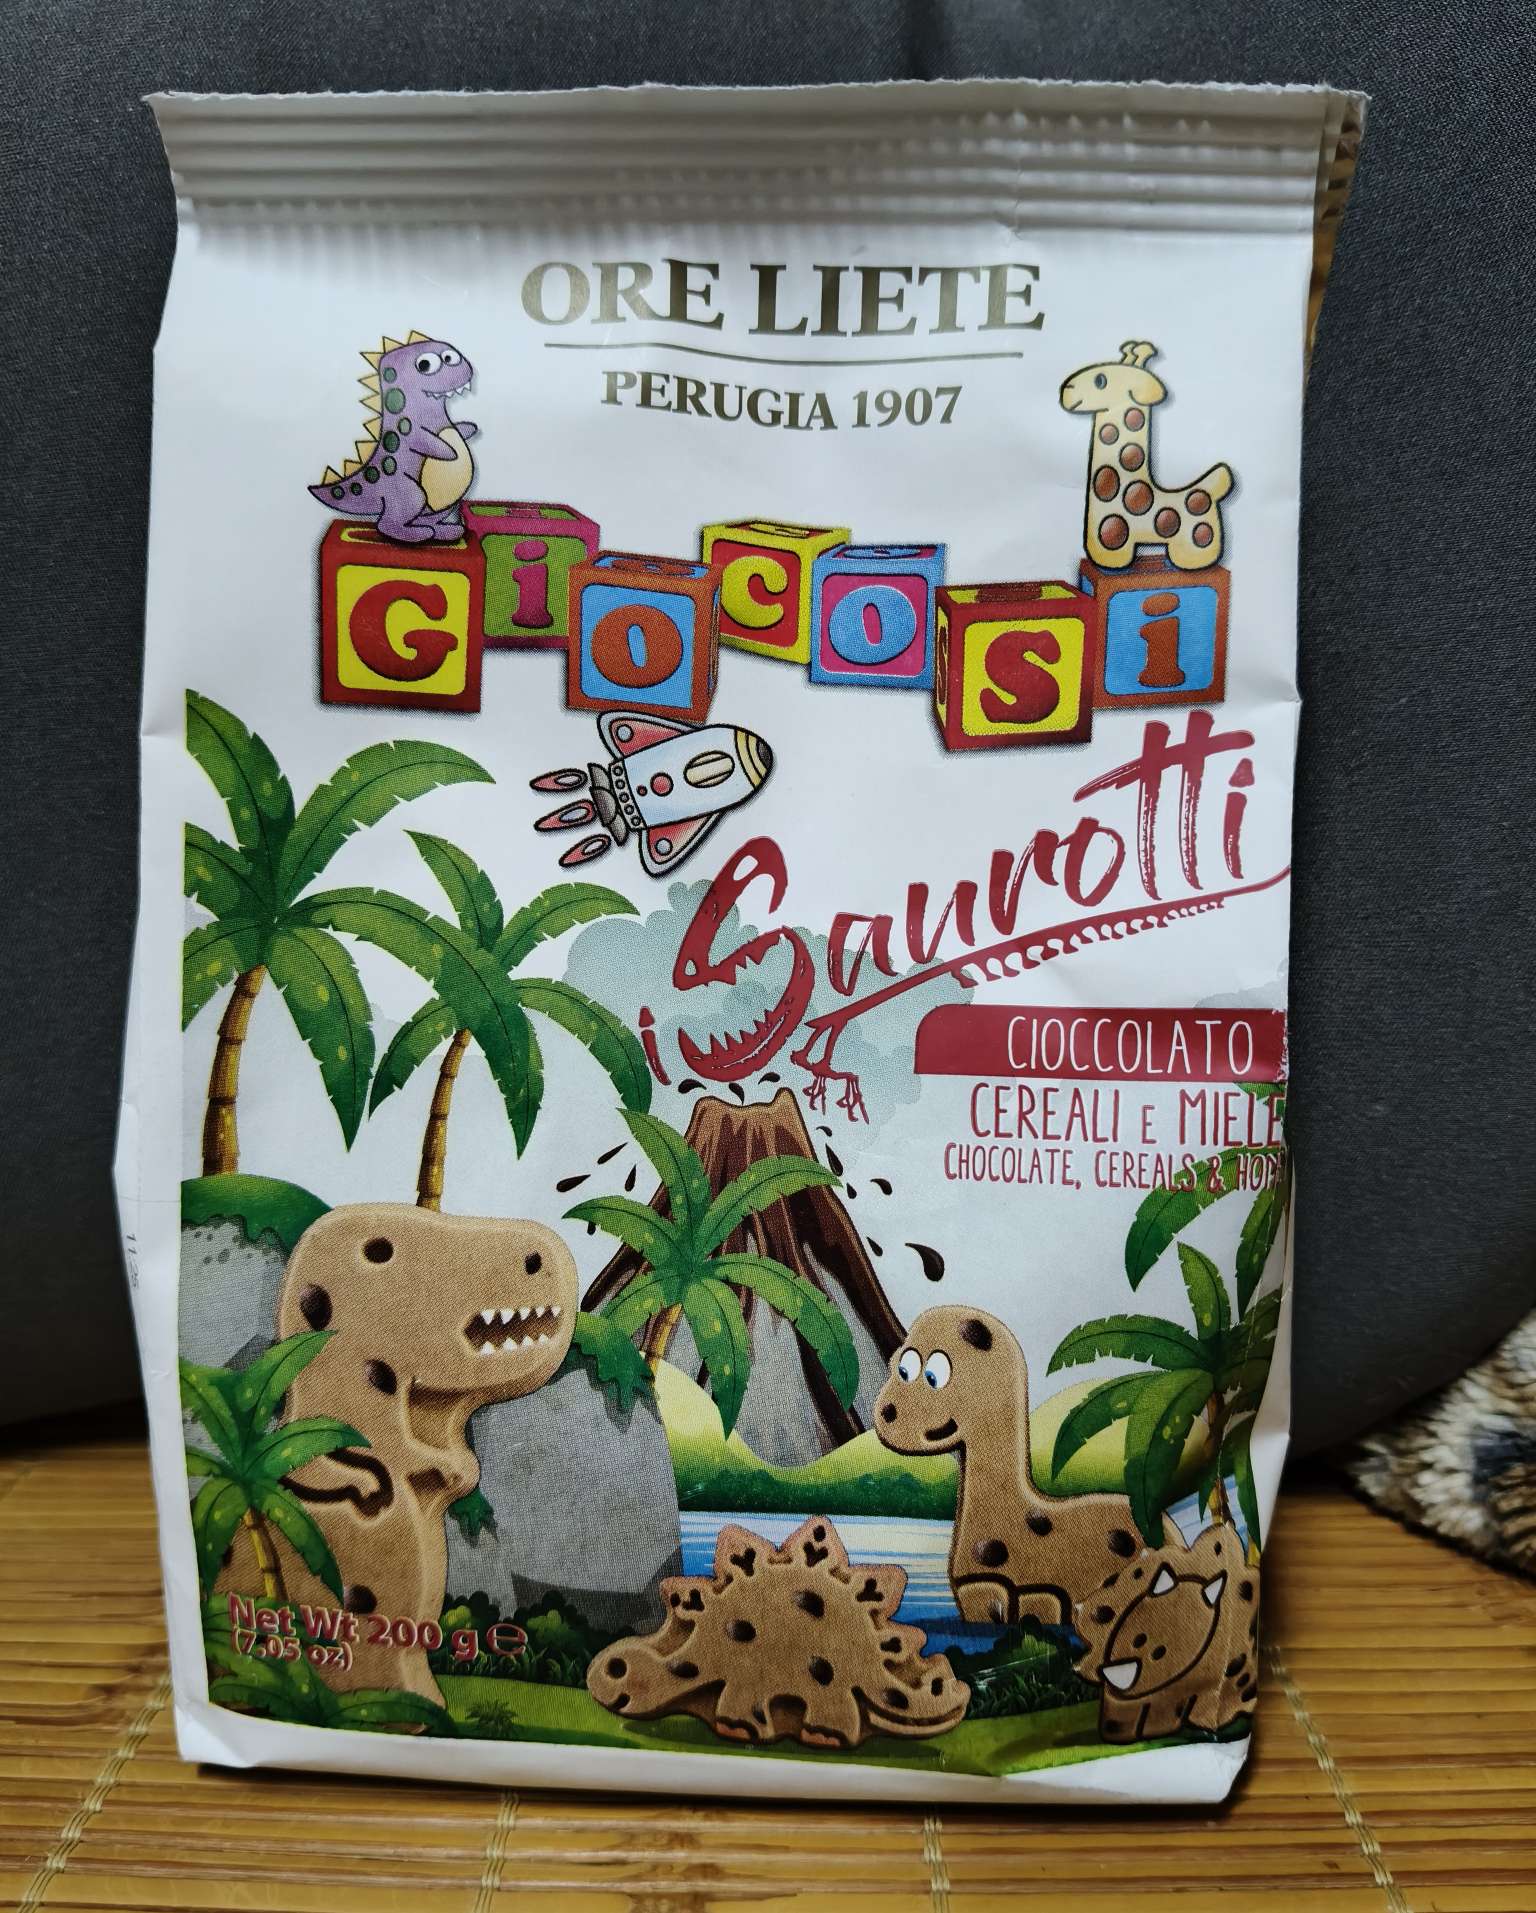 ORE LIETE
PERUGIA 1907
GiocoSi
i Saurotti
CIOCCOLATO
CEREALI E MIELE
CHOCOLATE, CEREALS &
Net Wt 200 g ℮
(7,05 oz)